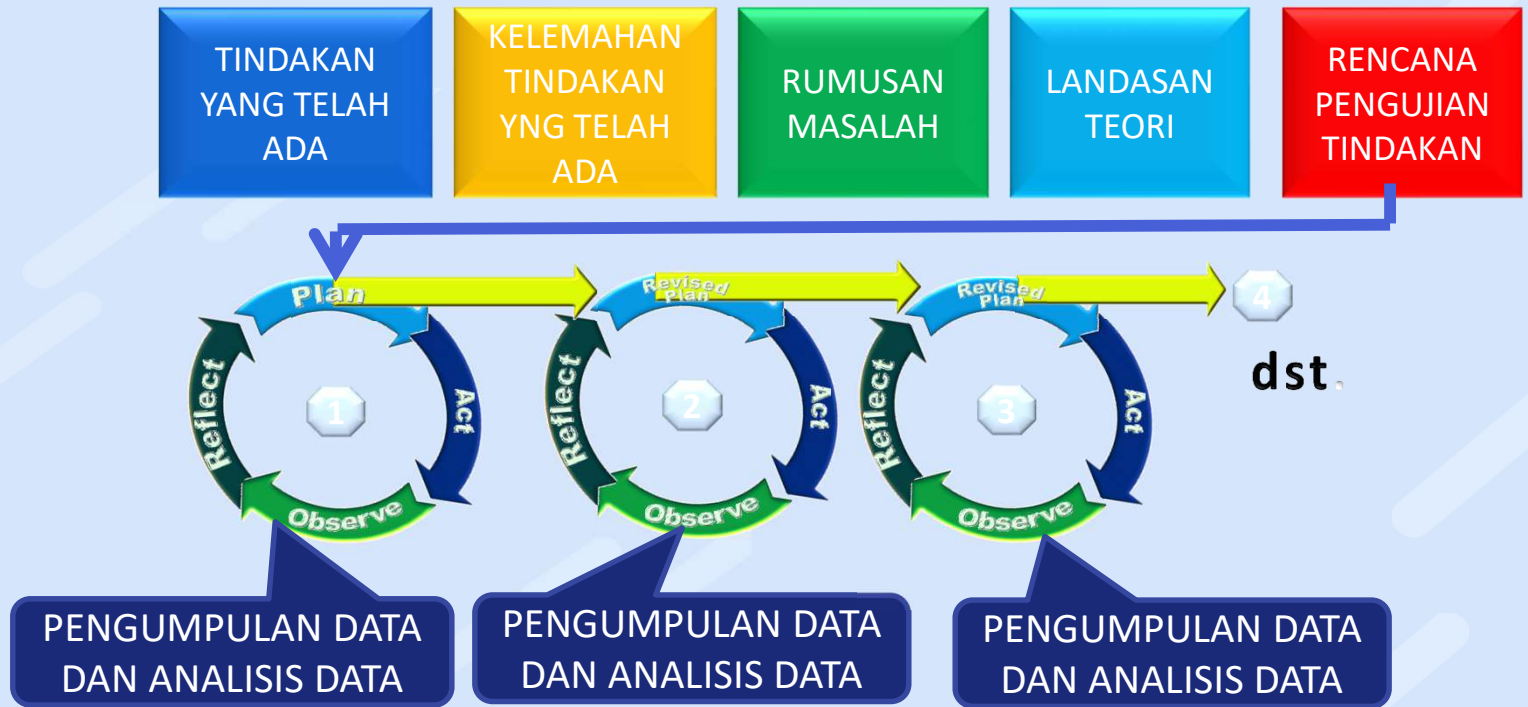 TINDAKAN
YANG TELAH
ADA
KELEMAHAN
TINDAKAN
YNG TELAH
ADA
RUMUSAN
MASALAH
LANDASAN
TEORI
RENCANA
PENGUJIAN
TINDAKAN
Plan
Act
Observe
Reflect
1
Revised
Plan
Act
Observe
Reflect
2
Revised
Plan
Act
Observe
Reflect
3
4
dst.
PENGUMPULAN DATA
DAN ANALISIS DATA
PENGUMPULAN DATA
DAN ANALISIS DATA
PENGUMPULAN DATA
DAN ANALISIS DATA